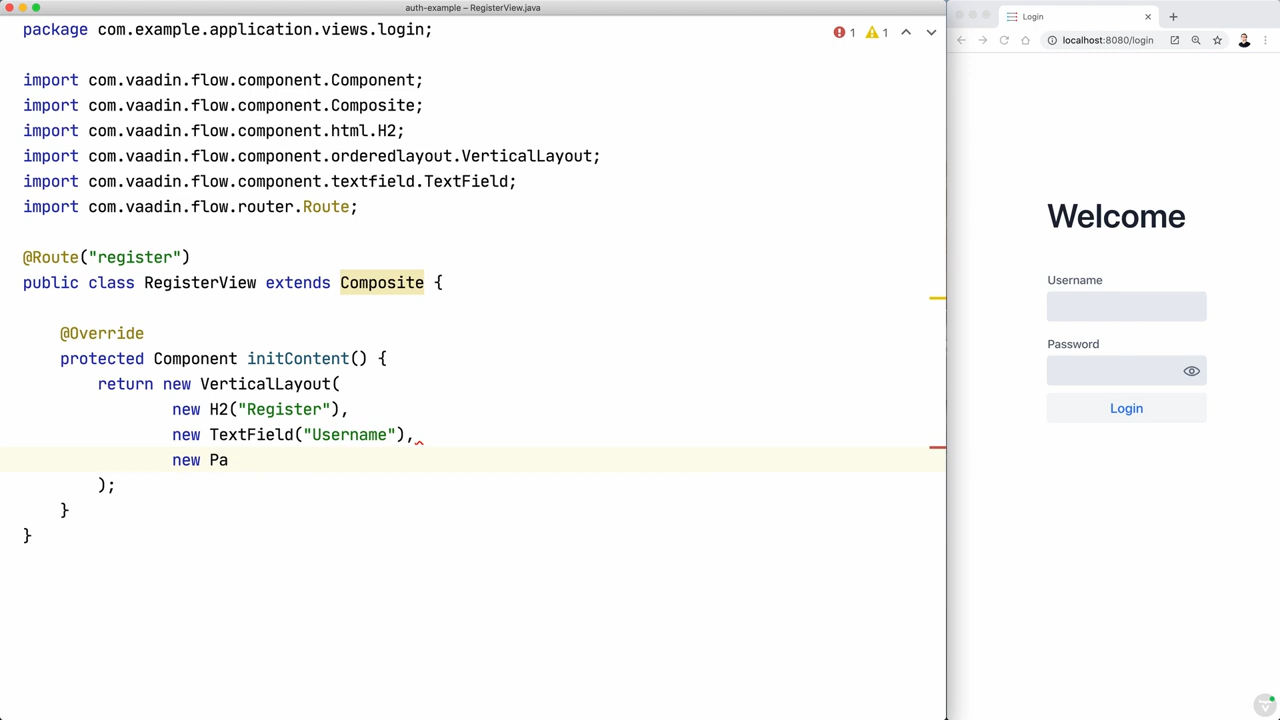 auth-example – RegisterView.java
package com.example.application.views.login;
1 1
import com.vaadin.flow.component.Component;
import com.vaadin.flow.component.Composite;
import com.vaadin.flow.component.html.H2;
import com.vaadin.flow.component.orderedlayout.VerticalLayout;
import com.vaadin.flow.component.textfield.TextField;
import com.vaadin.flow.router.Route;
@Route("register")
public class RegisterView extends Composite {
@Override
protected Component initContent() {
return new VerticalLayout(
new H2("Register"),
new TextField("Username"),
new Pa
);
}
}
Login
localhost:8080/login
Welcome
Username
Password
Login